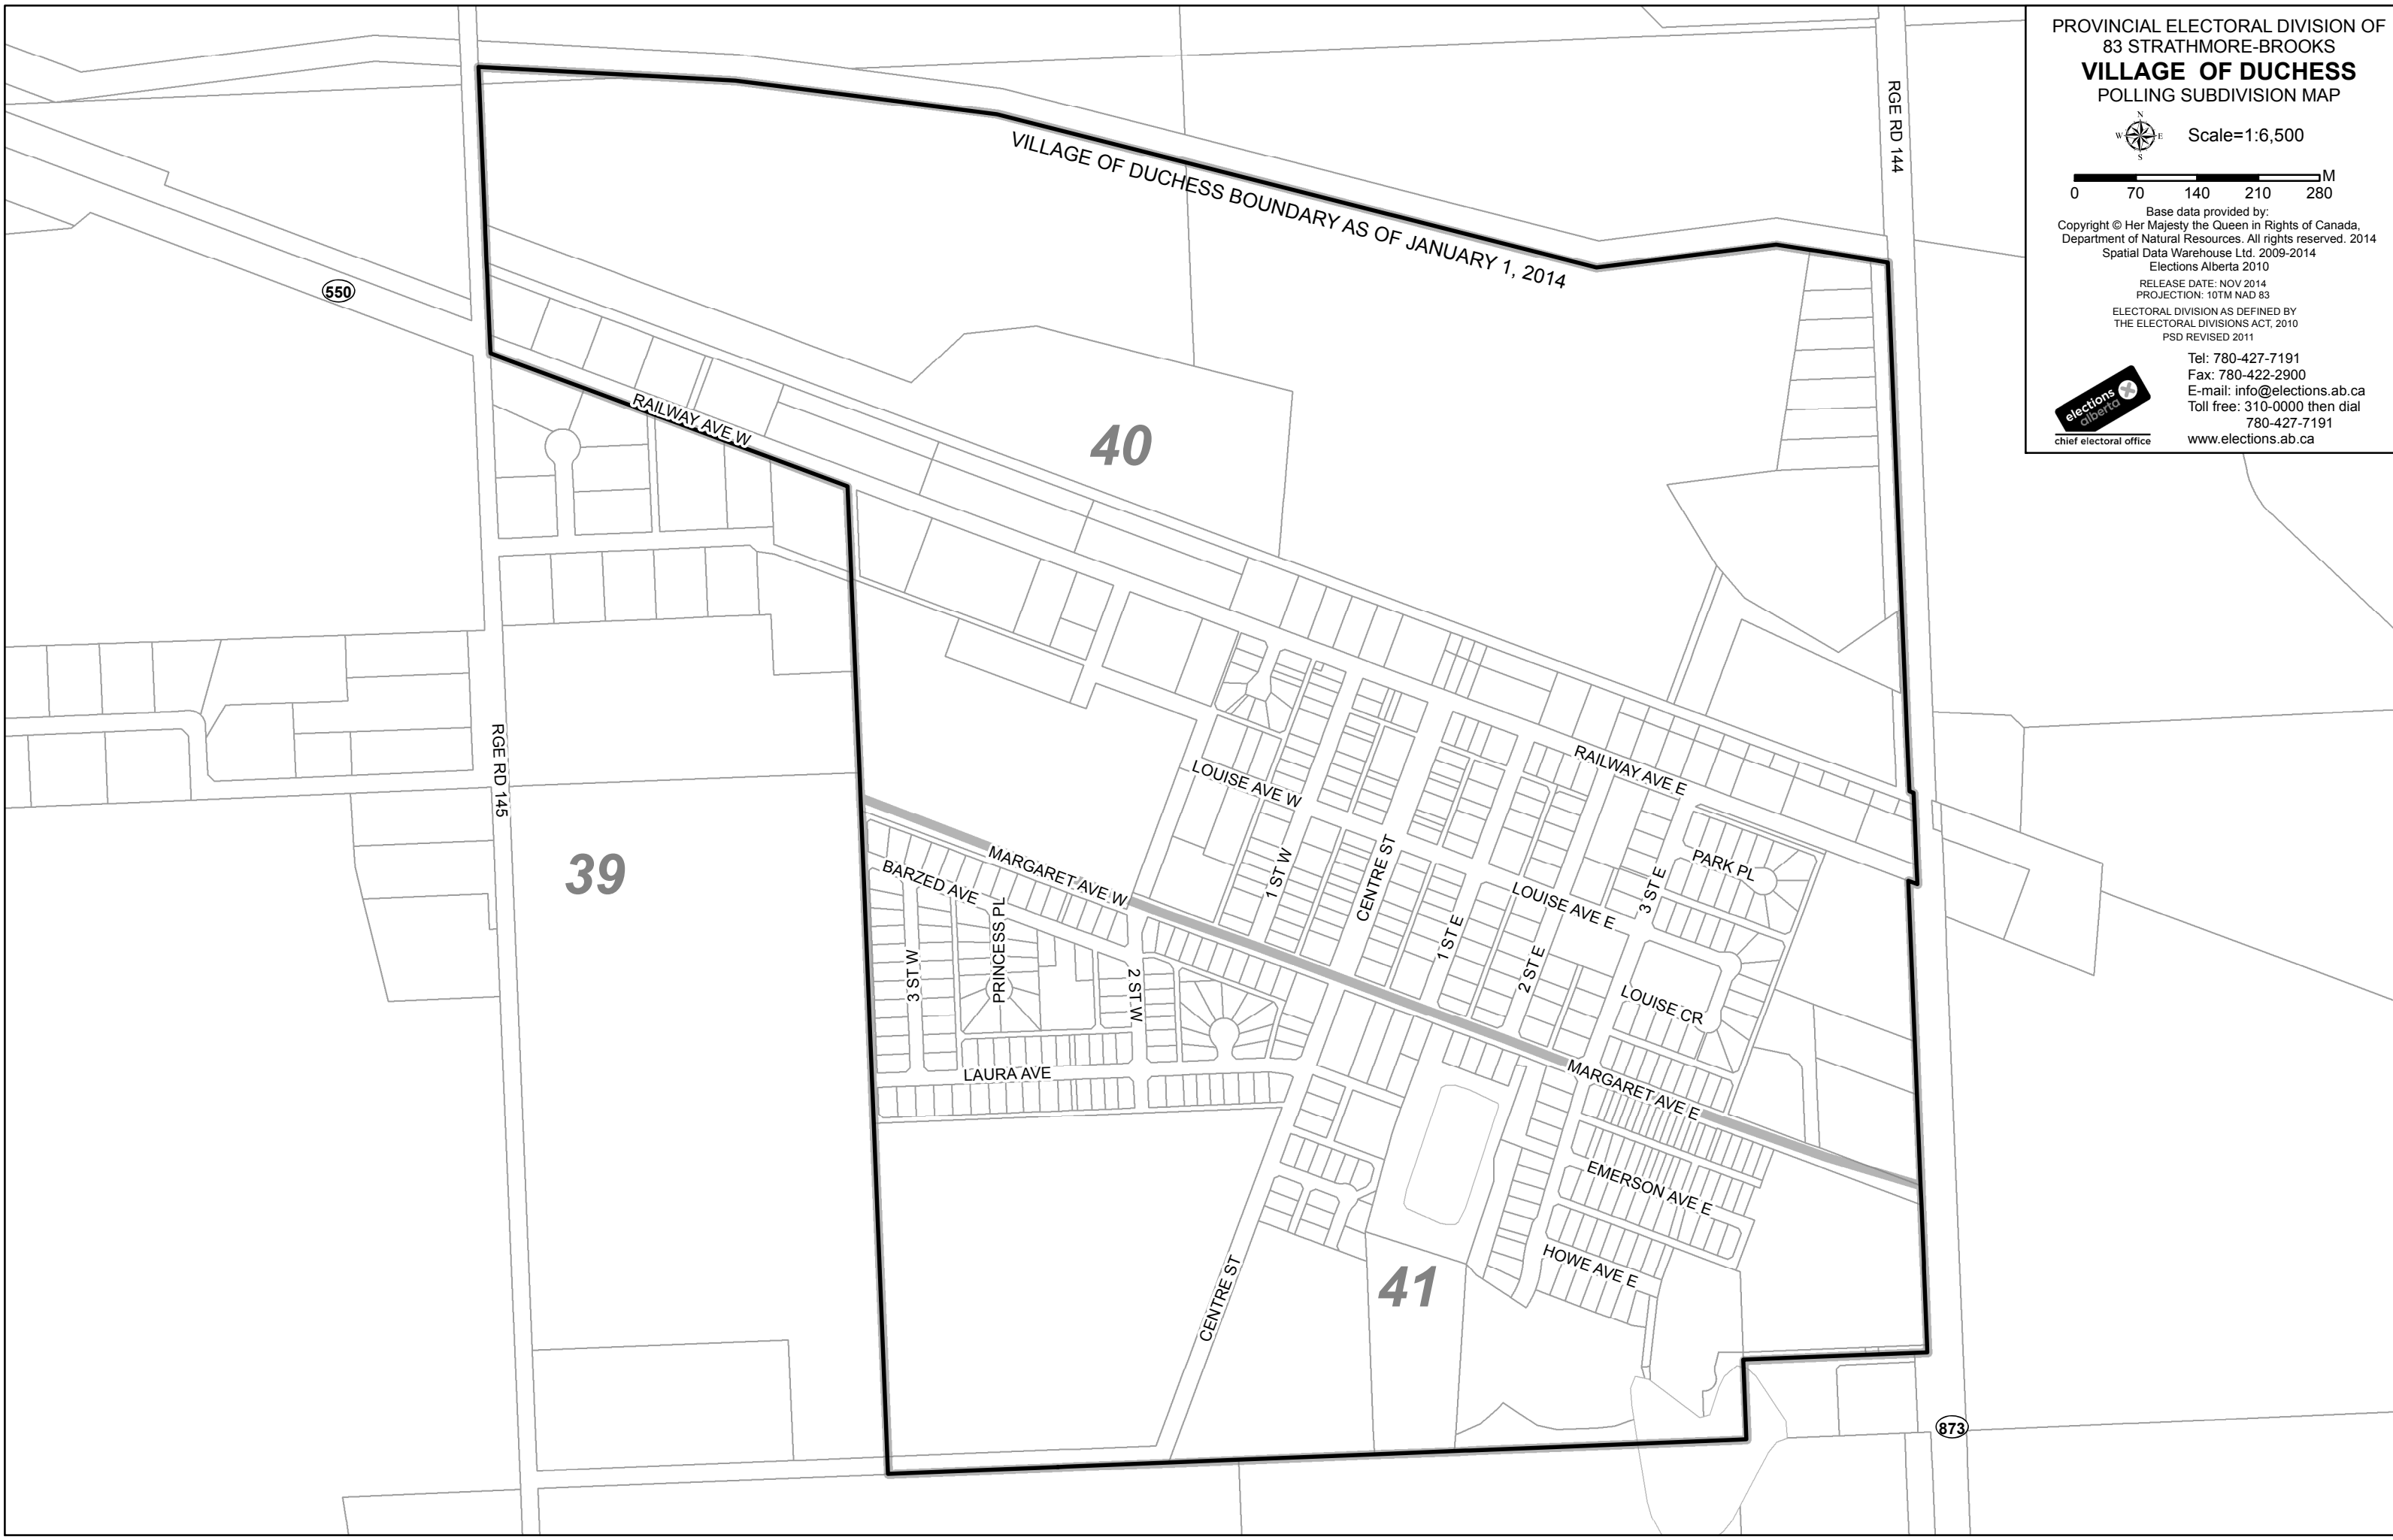 PROVINCIAL ELECTORAL DIVISION OF
83 STRATHMORE-BROOKS
VILLAGE OF DUCHESS
POLLING SUBDIVISION MAP
N
W E
S
Scale=1:6,500
M
0 70 140 210 280
Base data provided by:
Copyright © Her Majesty the Queen in Rights of Canada,
Department of Natural Resources. All rights reserved. 2014
Spatial Data Warehouse Ltd. 2009-2014
Elections Alberta 2010
RELEASE DATE: NOV 2014
PROJECTION: 10TM NAD 83
ELECTORAL DIVISION AS DEFINED BY
THE ELECTORAL DIVISIONS ACT, 2010
PSD REVISED 2011
elections
alberta
chief electoral office
Tel: 780-427-7191
Fax: 780-422-2900
E-mail: info@elections.ab.ca
Toll free: 310-0000 then dial
780-427-7191
www.elections.ab.ca
RGE RD 144
VILLAGE OF DUCHESS BOUNDARY AS OF JANUARY 1, 2014
550
RAILWAY AVE W
40
RGE RD 145
39
LOUISE AVE W
RAILWAY AVE E
MARGARET AVE W
BARZED AVE
1 ST W
CENTRE ST
PARK PL
3 ST E
LOUISE AVE E
1 ST E
2 ST E
3 ST W
PRINCESS PL
2 ST W
LOUISE CR
LAURA AVE
MARGARET AVE E
EMERSON AVE E
HOWE AVE E
CENTRE ST
41
873